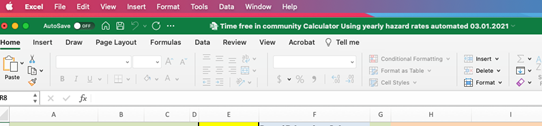 Excel File Edit View Insert Format Tools Data Window Help
AutoSave OFF Time free in community Calculator Using yearly hazard rates automated 03.01.2021
Home Insert Draw Page Layout Formulas Data Review View Acrobat Tell me
Conditional Formatting Insert
Paste B I U $ % Format as Table Delete
Cell Styles Format
R8 fx
A B C D E F G H I